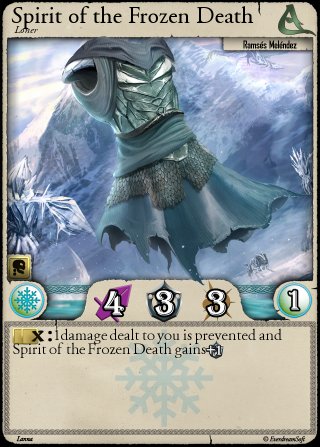 Spirit of the Frozen Death
Loner
Ramsés Meléndez
4 3 3 1
x : 1 damage dealt to you is prevented and
Spirit of the Frozen Death gains +1
Lanna
© EverdreamSoft